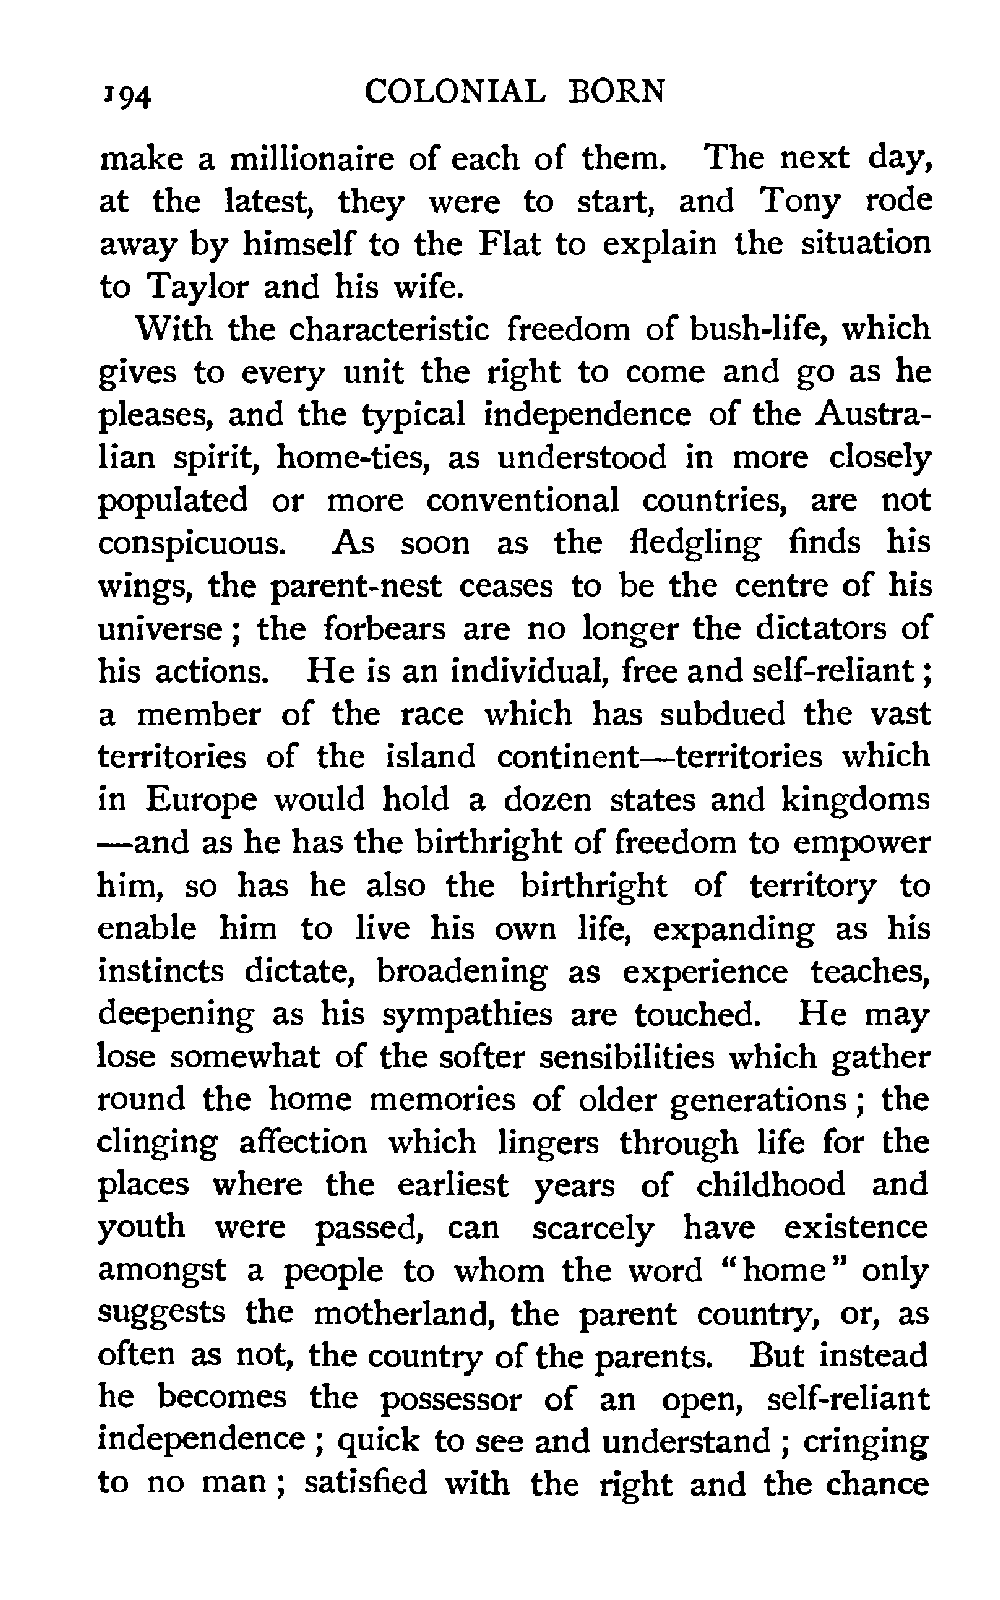 194 COLONIAL BORN
make a millionaire of each of them. The next day,
at the latest, they were to start, and Tony rode
away by himself to the Flat to explain the situation
to Taylor and his wife.
With the characteristic freedom of bush-life, which
gives to every unit the right to come and go as he
pleases, and the typical independence of the Austra-
lian spirit, home-ties, as understood in more closely
populated or more conventional countries, are not
conspicuous. As soon as the fledgling finds his
wings, the parent-nest ceases to be the centre of his
universe ; the forbears are no longer the dictators of
his actions. He is an individual, free and self-reliant ;
a member of the race which has subdued the vast
territories of the island continent—territories which
in Europe would hold a dozen states and kingdoms
—and as he has the birthright of freedom to empower
him, so has he also the birthright of territory to
enable him to live his own life, expanding as his
instincts dictate, broadening as experience teaches,
deepening as his sympathies are touched. He may
lose somewhat of the softer sensibilities which gather
round the home memories of older generations ; the
clinging affection which lingers through life for the
places where the earliest years of childhood and
youth were passed, can scarcely have existence
amongst a people to whom the word "home" only
suggests the motherland, the parent country, or, as
often as not, the country of the parents. But instead
he becomes the possessor of an open, self-reliant
independence ; quick to see and understand ; cringing
to no man ; satisfied with the right and the chance